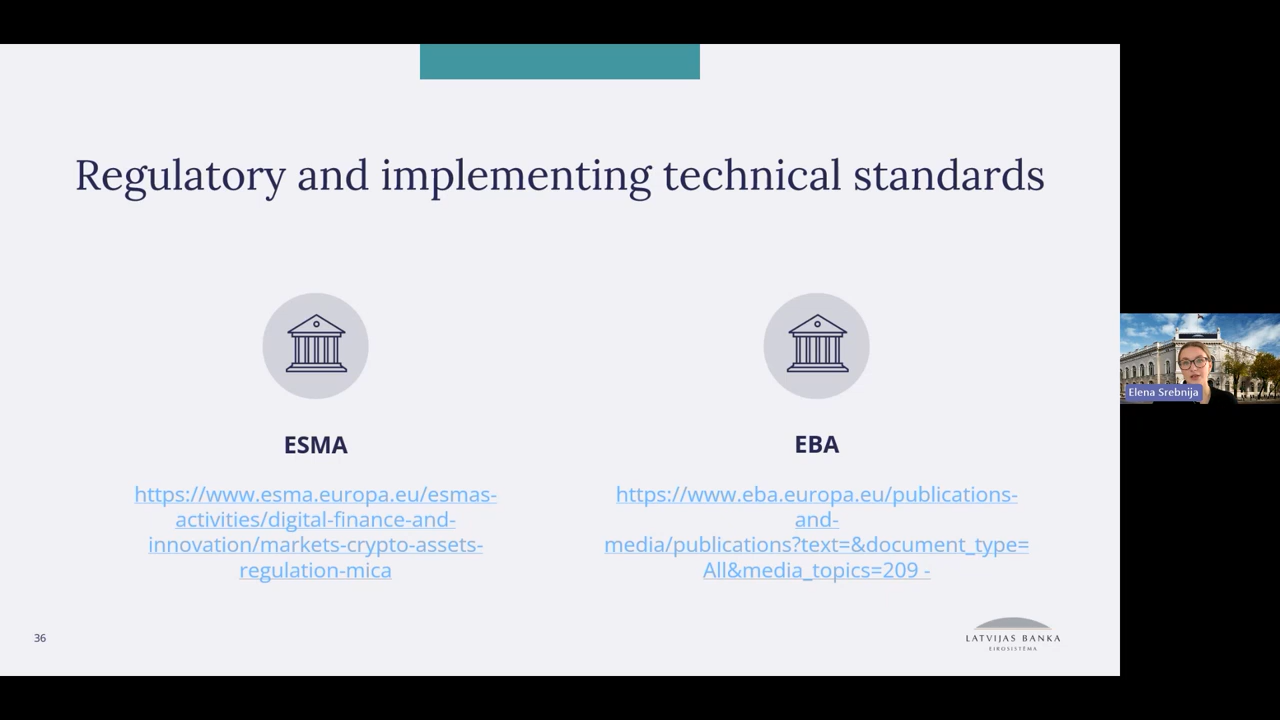 Regulatory and implementing technical standards
ESMA
https://www.esma.europa.eu/esmas-
activities/digital-finance-and-
innovation/markets-crypto-assets-
regulation-mica
EBA
https://www.eba.europa.eu/publications-
and-
media/publications?text=&document_type=
All&media_topics=209 -
36
LATVIJAS BANKA
EIROSISTĒMA
Elena Srebnija